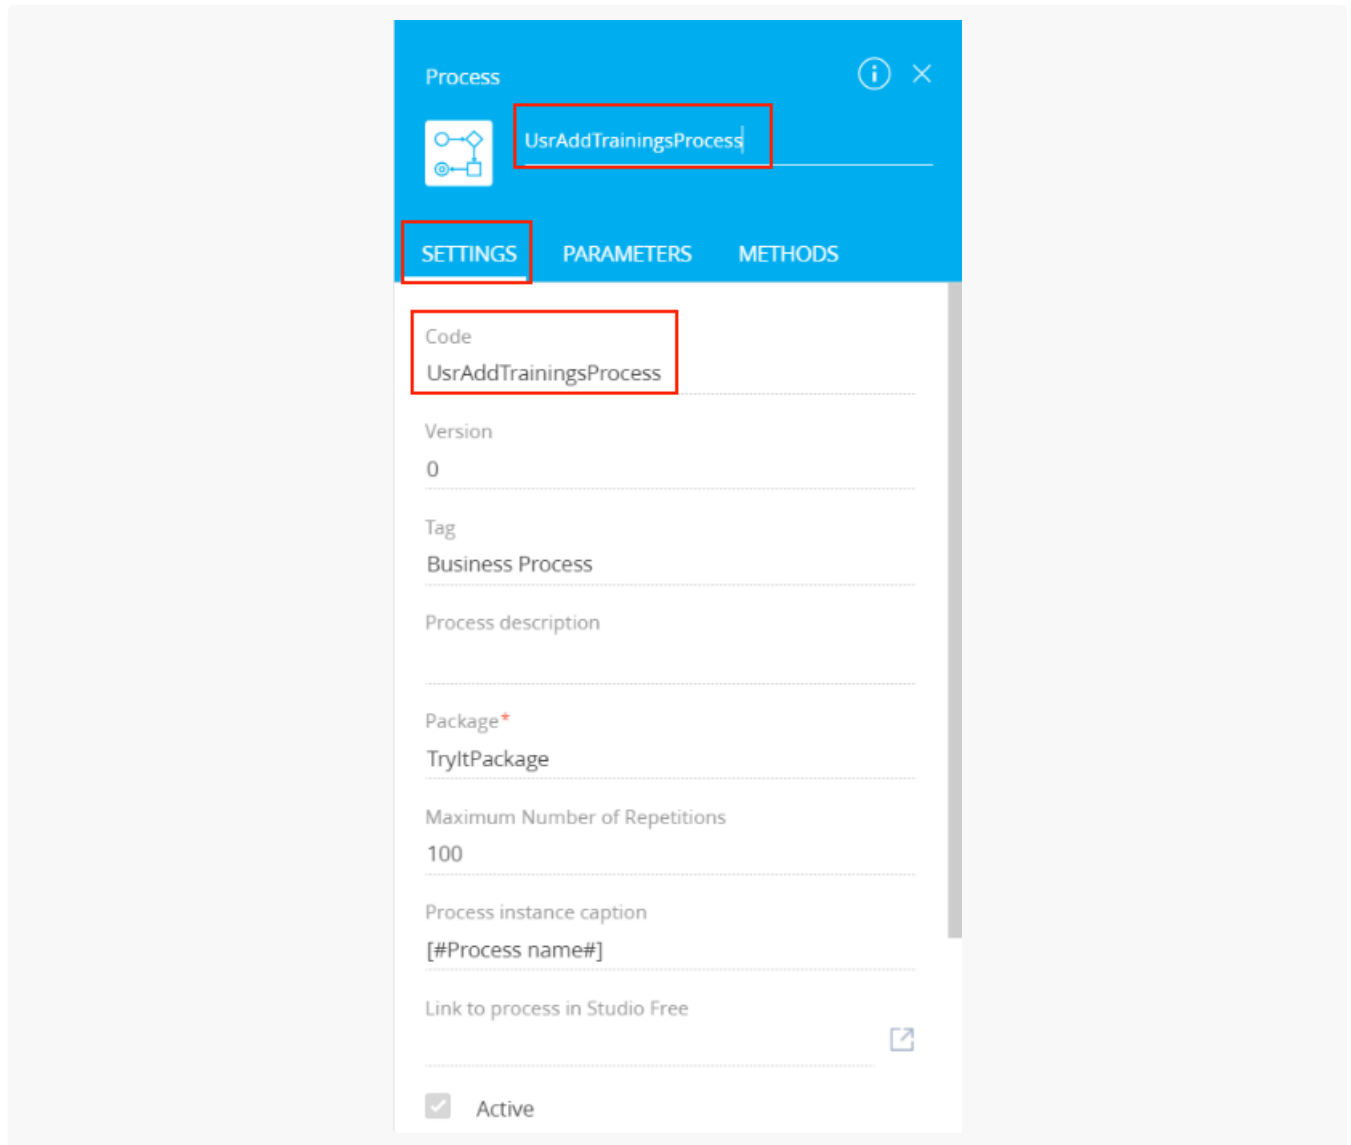 Process
UsrAddTrainingsProcess
SETTINGS PARAMETERS METHODS
Code
UsrAddTrainingsProcess
Version
0
Tag
Business Process
Process description
Package*
TryItPackage
Maximum Number of Repetitions
100
Process instance caption
[#Process name#]
Link to process in Studio Free
Active